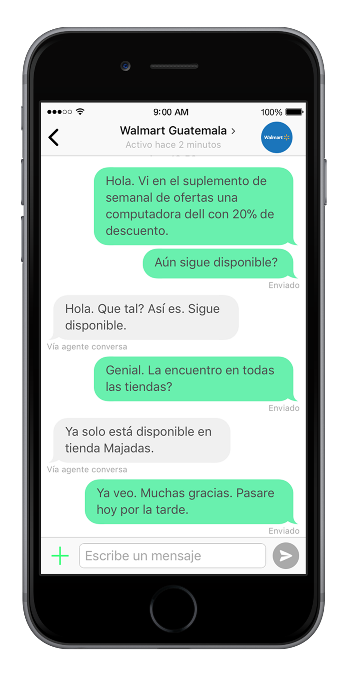 9:00 AM
100%
Walmart Guatemala >
Activo hace 2 minutos
Walmart
Hola. Vi en el suplemento de
semanal de ofertas una
computadora dell con 20% de
descuento.
Aún sigue disponible?
Enviado
Hola. Que tal? Así es. Sigue
disponible.
Vía agente conversa
Genial. La encuentro en todas
las tiendas?
Enviado
Ya solo está disponible en
tienda Majadas.
Vía agente conversa
Ya veo. Muchas gracias. Pasare
hoy por la tarde.
Enviado
Escribe un mensaje